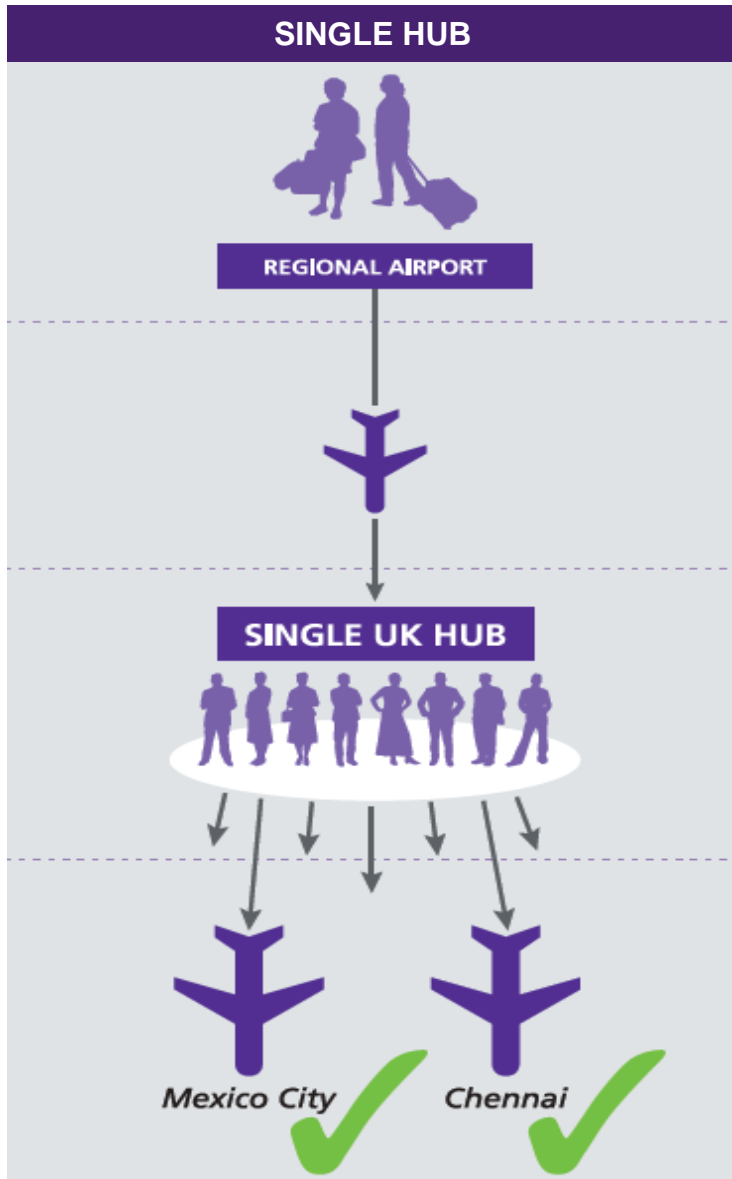 SINGLE HUB
REGIONAL AIRPORT
SINGLE UK HUB
Mexico City
Chennai